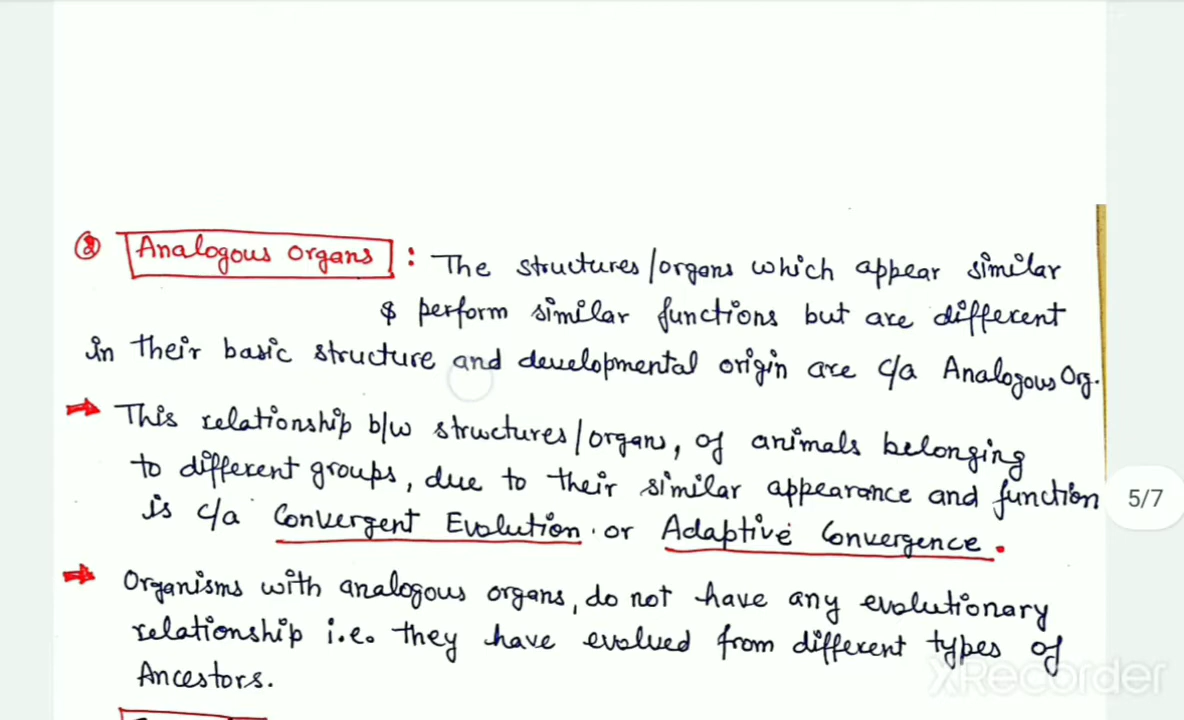 ② Analogous Organs : The structures/organs which appear similar
& perform similar functions but are different
in their basic structure and developmental origin are c/a Analogous Org.
This relationship b/w structures/organs, of animals belonging
to different groups, due to their similar appearance and function
is c/a Convergent Evolution or Adaptive Convergence.
Organisms with analogous organs, do not have any evolutionary
relationship i.e. they have evolved from different types of
Ancestors.
5/7
XRecorder